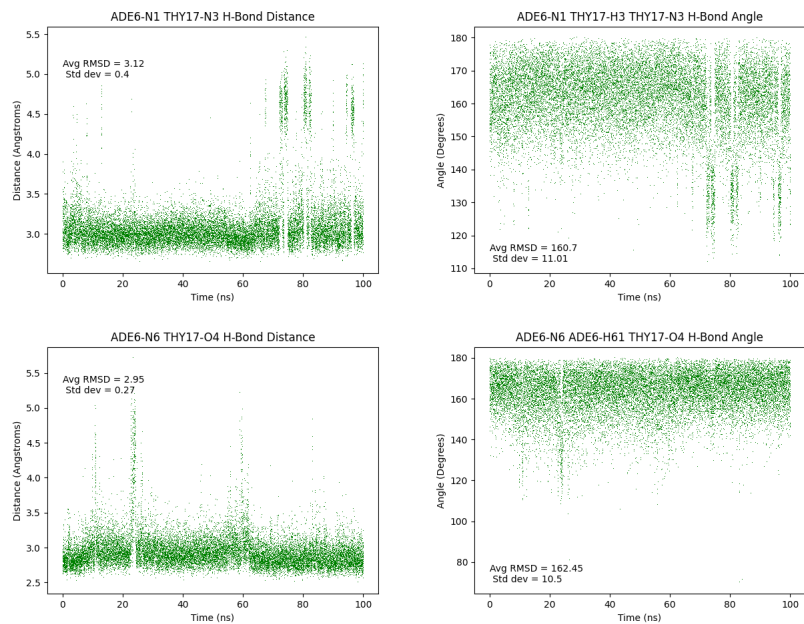 ADE6-N1 THY17-N3 H-Bond Distance
5.5
5.0
4.5
4.0
3.5
3.0
Distance (Angstroms)
Avg RMSD = 3.12
Std dev = 0.4
0
20
40
60
80
100
Time (ns)
ADE6-N1 THY17-H3 THY17-N3 H-Bond Angle
180
170
160
150
140
130
120
110
Angle (Degrees)
Avg RMSD = 160.7
Std dev = 11.01
0
20
40
60
80
100
Time (ns)
ADE6-N6 THY17-O4 H-Bond Distance
5.5
5.0
4.5
4.0
3.5
3.0
2.5
Distance (Angstroms)
Avg RMSD = 2.95
Std dev = 0.27
0
20
40
60
80
100
Time (ns)
ADE6-N6 ADE6-H61 THY17-O4 H-Bond Angle
180
160
140
120
100
80
Angle (Degrees)
Avg RMSD = 162.45
Std dev = 10.5
0
20
40
60
80
100
Time (ns)